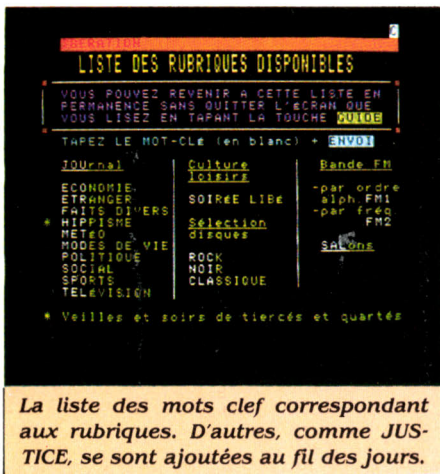 C
LISTE DES RUBRIQUES DISPONIBLES
VOUS POUVEZ REVENIR A CETTE LISTE EN
PERMANENCE SANS QUITTER L'éCRAN QUE
VOUS LISEZ EN TAPANT LA TOUCHE GUIDE
TAPEZ LE MOT-CLé (en blanc) + ENVOI
JOUrnal
ECONOMIE
ETRANGER
FAITS DIVERS
* HIPPISME
METéO
MODES DE VIE
POLITIQUE
SOCIAL
SPORTS
TELéVISION
Culture
loisirs
SOIRéE LIBé
Sélection
disques
ROCK
NOIR
CLASSIQUE
Bande FM
-par ordre
alph. FM1
-par fréq.
FM2
SALons
* Veilles et soirs de tiercés et quartés
La liste des mots clef correspondant
aux rubriques. D'autres, comme JUS-
TICE, se sont ajoutées au fil des jours.